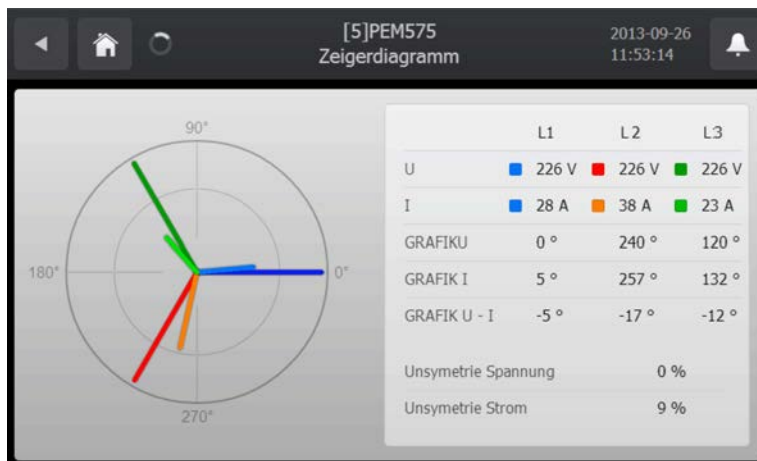 [5]PEM575
Zeigerdiagramm
2013-09-26
11:53:14
90°
180°
0°
270°
L1 L2 L3
U 226 V 226 V 226 V
I 28 A 38 A 23 A
GRAFIKU 0 ° 240 ° 120 °
GRAFIK I 5 ° 257 ° 132 °
GRAFIK U - I -5 ° -17 ° -12 °
Unsymetrie Spannung 0 %
Unsymetrie Strom 9 %